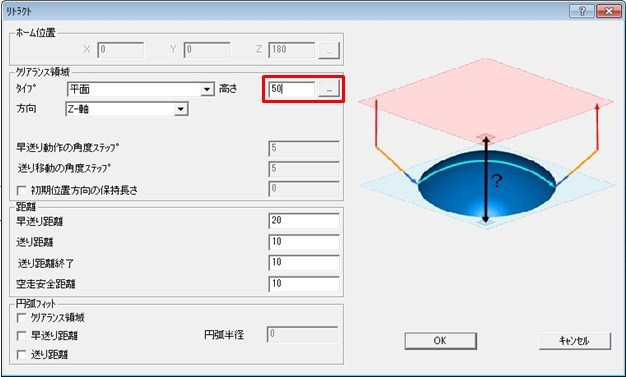 リトラクト
ホーム位置
X 0 Y 0 Z 180 ...
クリアランス領域
タイプ 平面 高さ 50 ...
方向 Z-軸
早送り動作の角度ステップ 5
送り移動の角度ステップ 5
初期位置方向の保持長さ 0
距離
早送り距離 20
送り距離 10
送り距離終了 10
空走安全距離 10
円弧フィット
クリアランス領域
早送り距離 円弧半径 0
送り距離
?
OK キャンセル